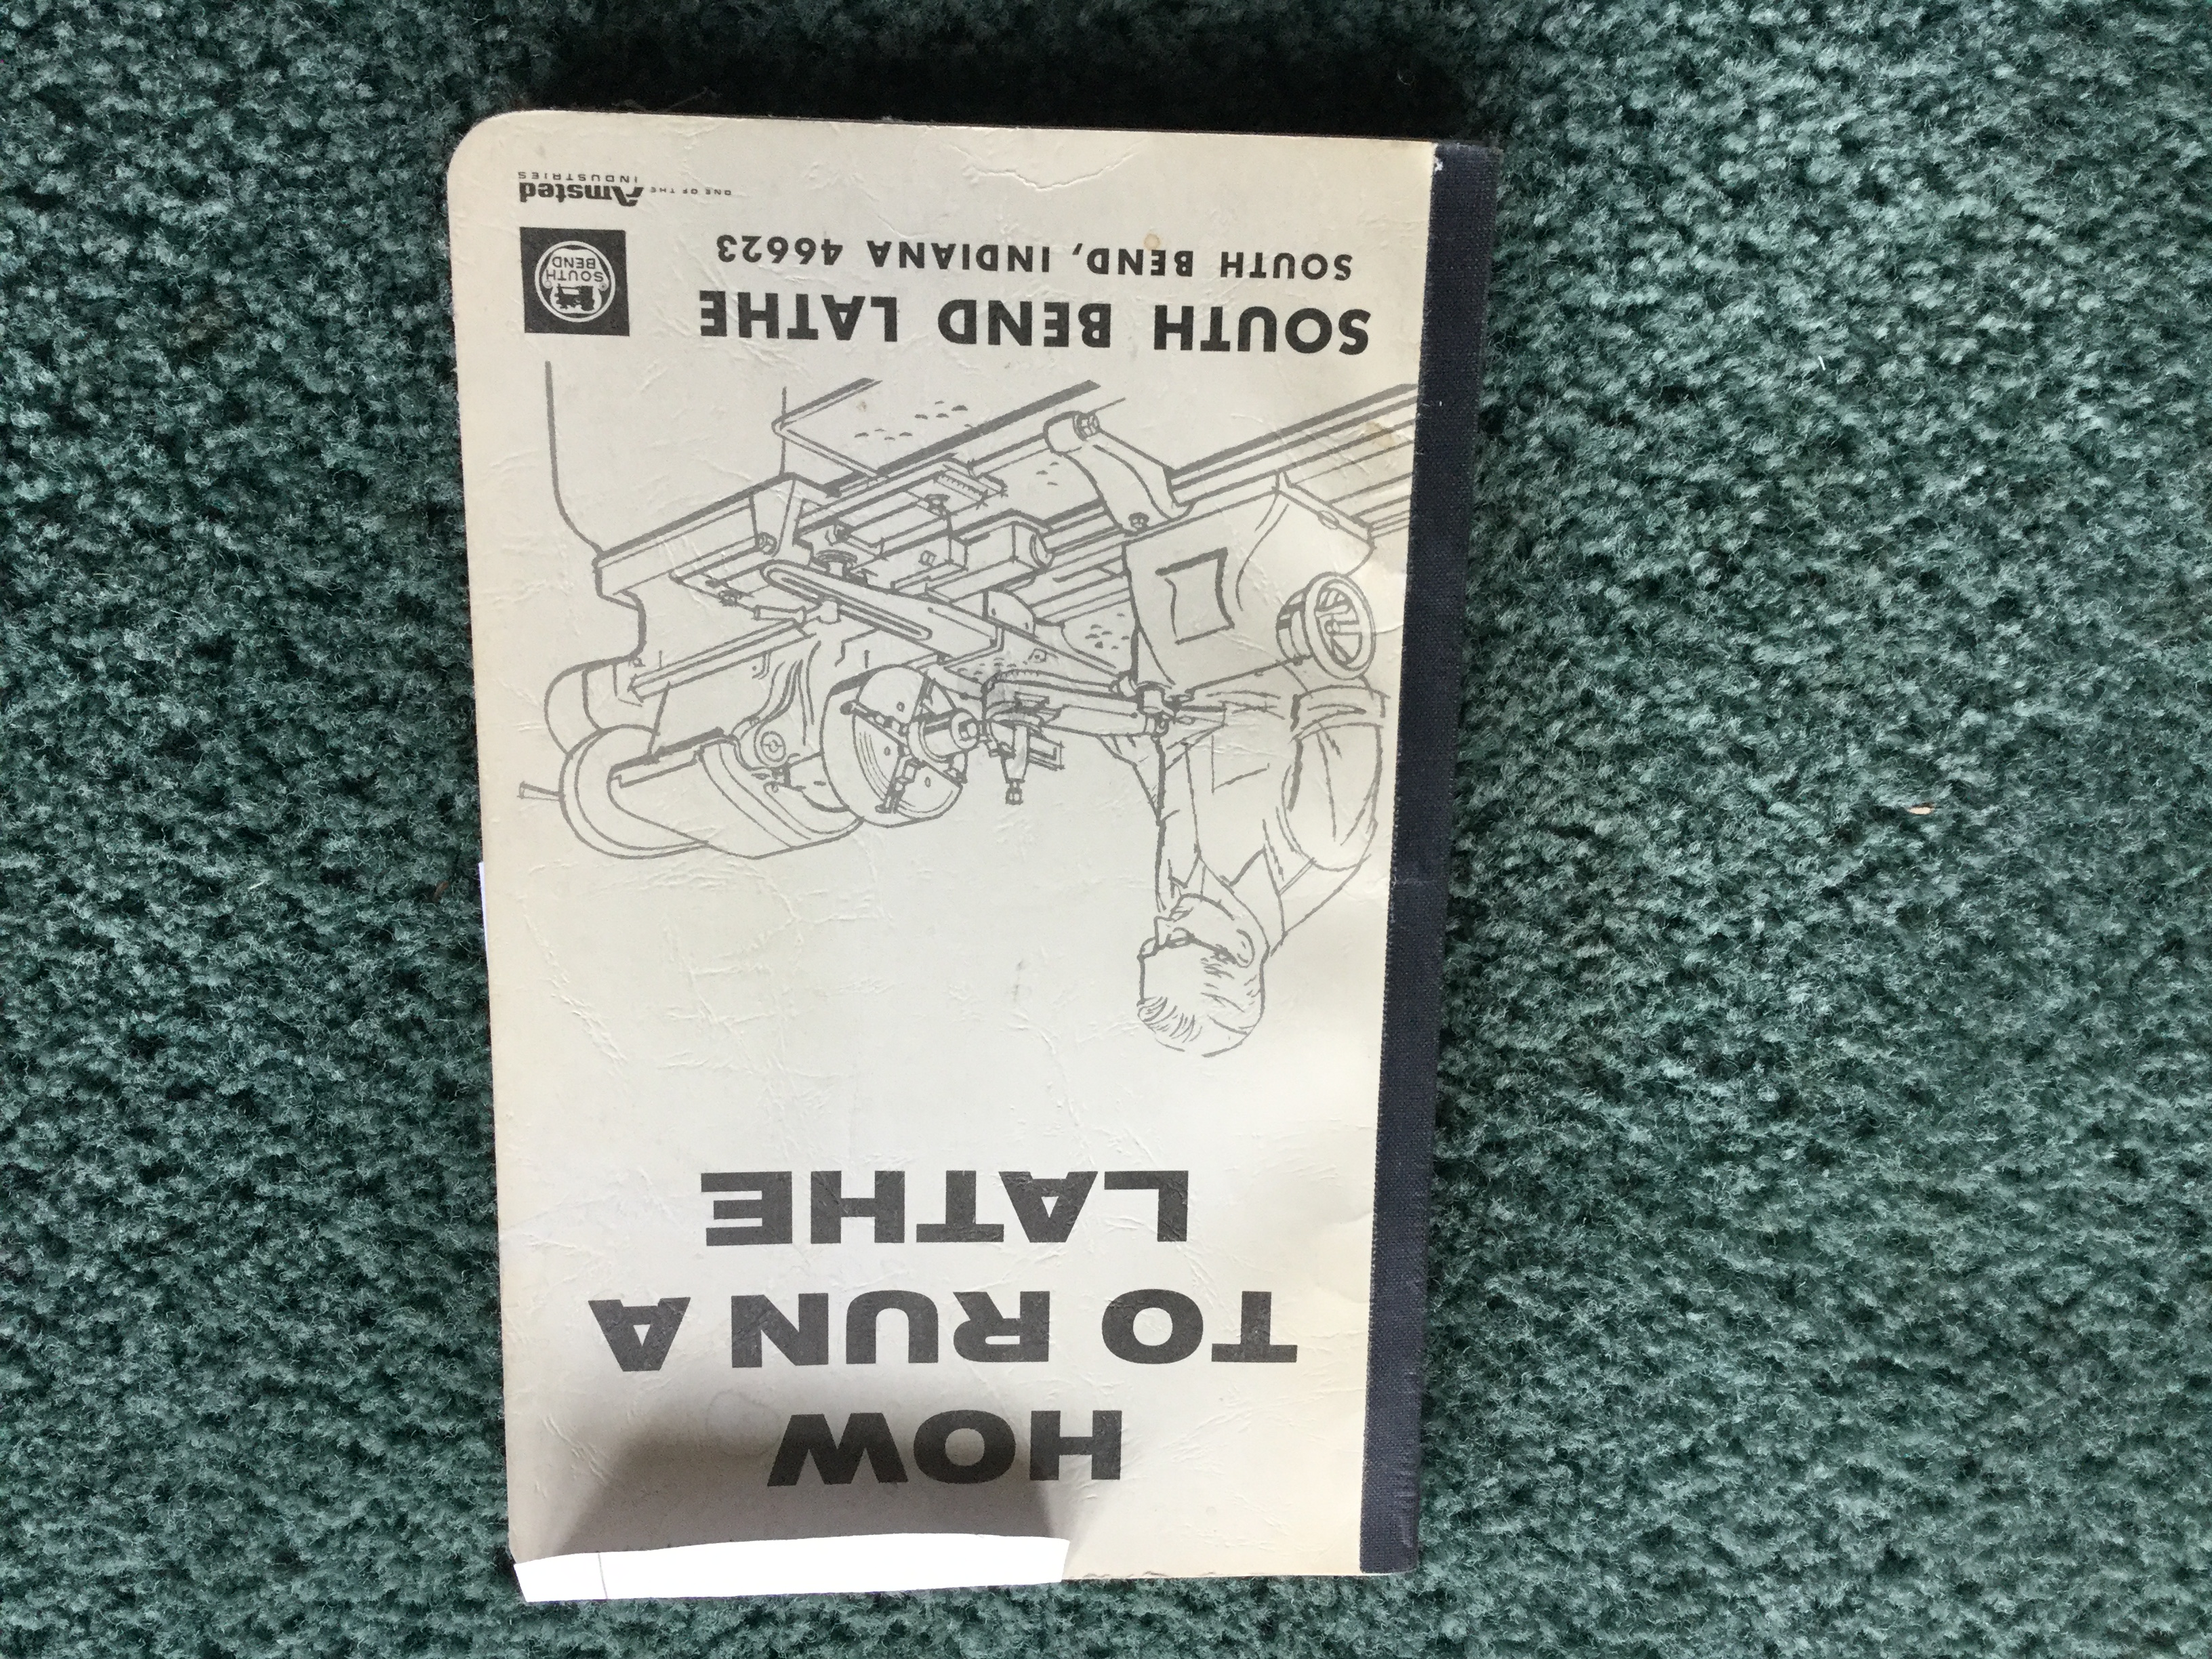 HOW
TO RUN A
LATHE
SOUTH BEND LATHE
SOUTH BEND, INDIANA 46623
SOUTH
BEND
ONE OF THE Amsted
INDUSTRIES